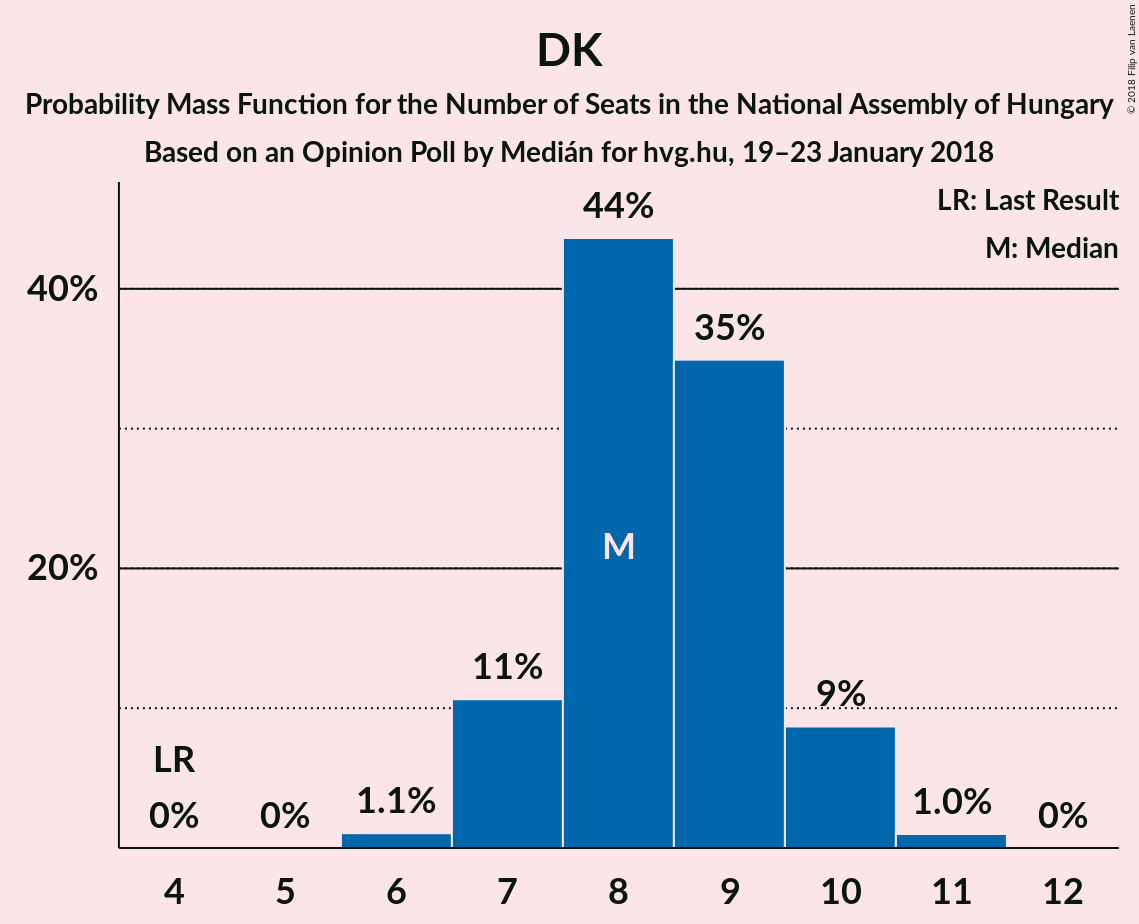 DK
Probability Mass Function for the Number of Seats in the National Assembly of Hungary
Based on an Opinion Poll by Medián for hvg.hu, 19–23 January 2018
© 2018 Filip van Laenen
LR: Last Result
M: Median
44%
40%
35%
M
20%
11%
9%
LR
0%
0%
1.1%
1.0%
0%
4 5 6 7 8 9 10 11 12